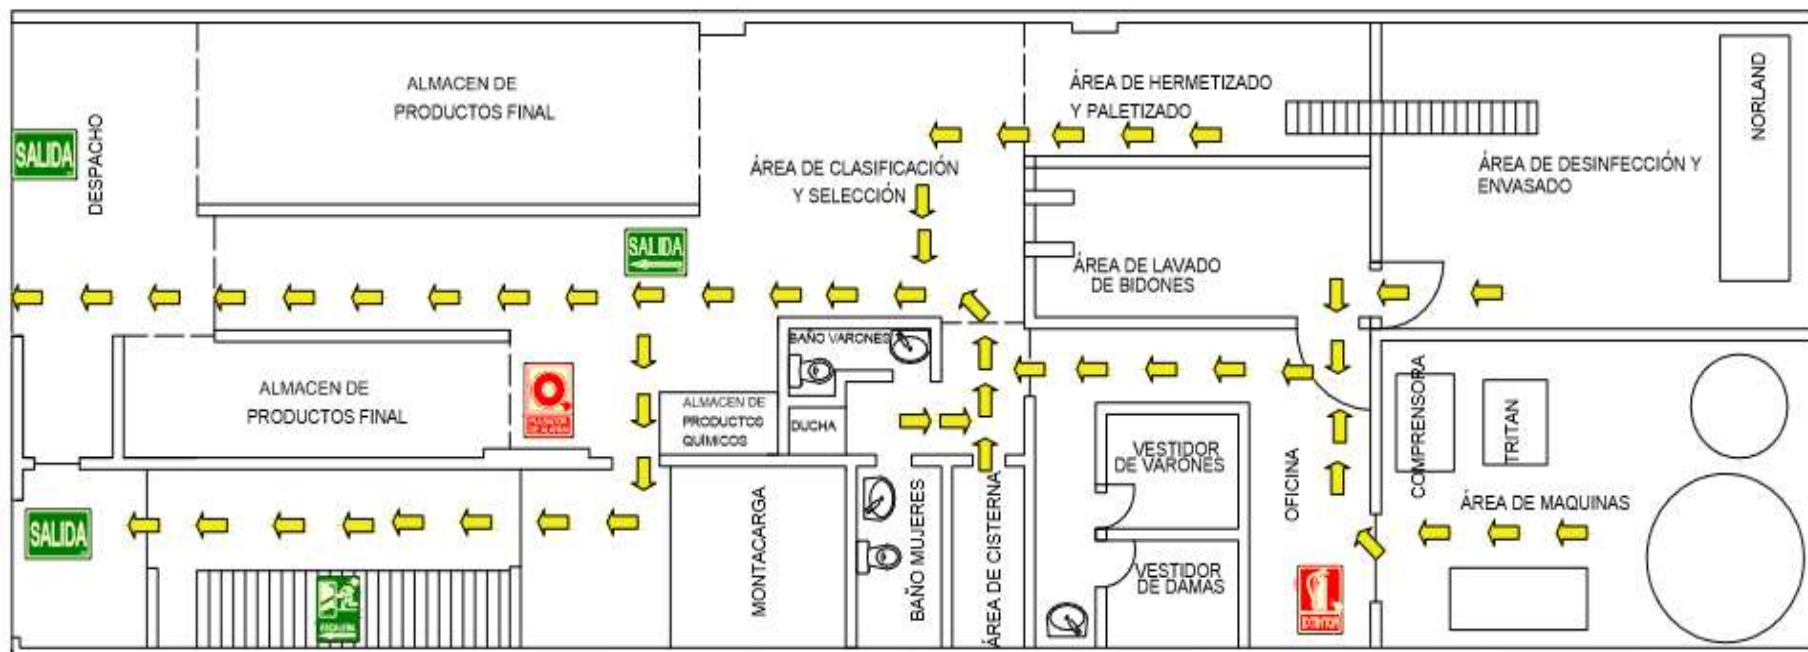 ALMACEN DE
PRODUCTOS FINAL
ÁREA DE HERMETIZADO
Y PALETIZADO
NORLAND
SALIDA
DESPACHO
ÁREA DE CLASIFICACIÓN
Y SELECCIÓN
ÁREA DE DESINFECCIÓN Y
ENVASADO
SALIDA
ÁREA DE LAVADO
DE BIDONES
BAÑO VARONES
ALMACEN DE
PRODUCTOS FINAL
ALMACEN DE
PRODUCTOS
QUÍMICOS
DUCHA
VESTIDOR
DE VARONES
OFICINA
COMPRENSORA
TRITAN
ÁREA DE MAQUINAS
SALIDA
MONTACARGA
BAÑO MUJERES
ÁREA DE CISTERNA
VESTIDOR
DE DAMAS
ESCALERA
EXTINTOR